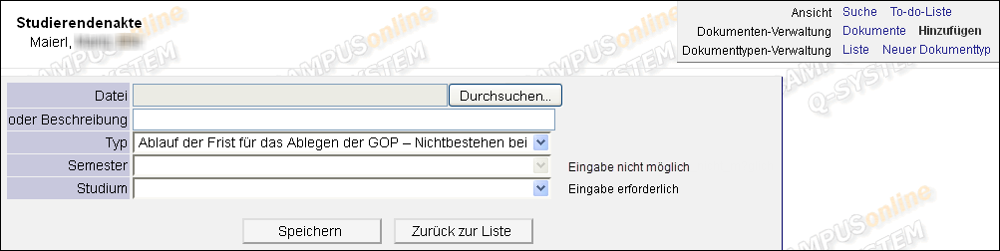 Studierendenakte
Maierl,
Ansicht Suche To-do-Liste
Dokumenten-Verwaltung Dokumente Hinzufügen
Dokumenttypen-Verwaltung Liste Neuer Dokumenttyp
Datei Durchsuchen...
oder Beschreibung
Typ Ablauf der Frist für das Ablegen der GOP – Nichtbestehen bei
Semester Eingabe nicht möglich
Studium Eingabe erforderlich
Speichern Zurück zur Liste
AMPUSonline
Q-SYSTEM